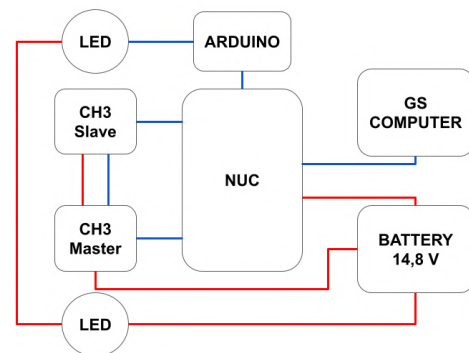 LED
ARDUINO
CH3
Slave
GS
COMPUTER
NUC
CH3
Master
BATTERY
14,8 V
LED